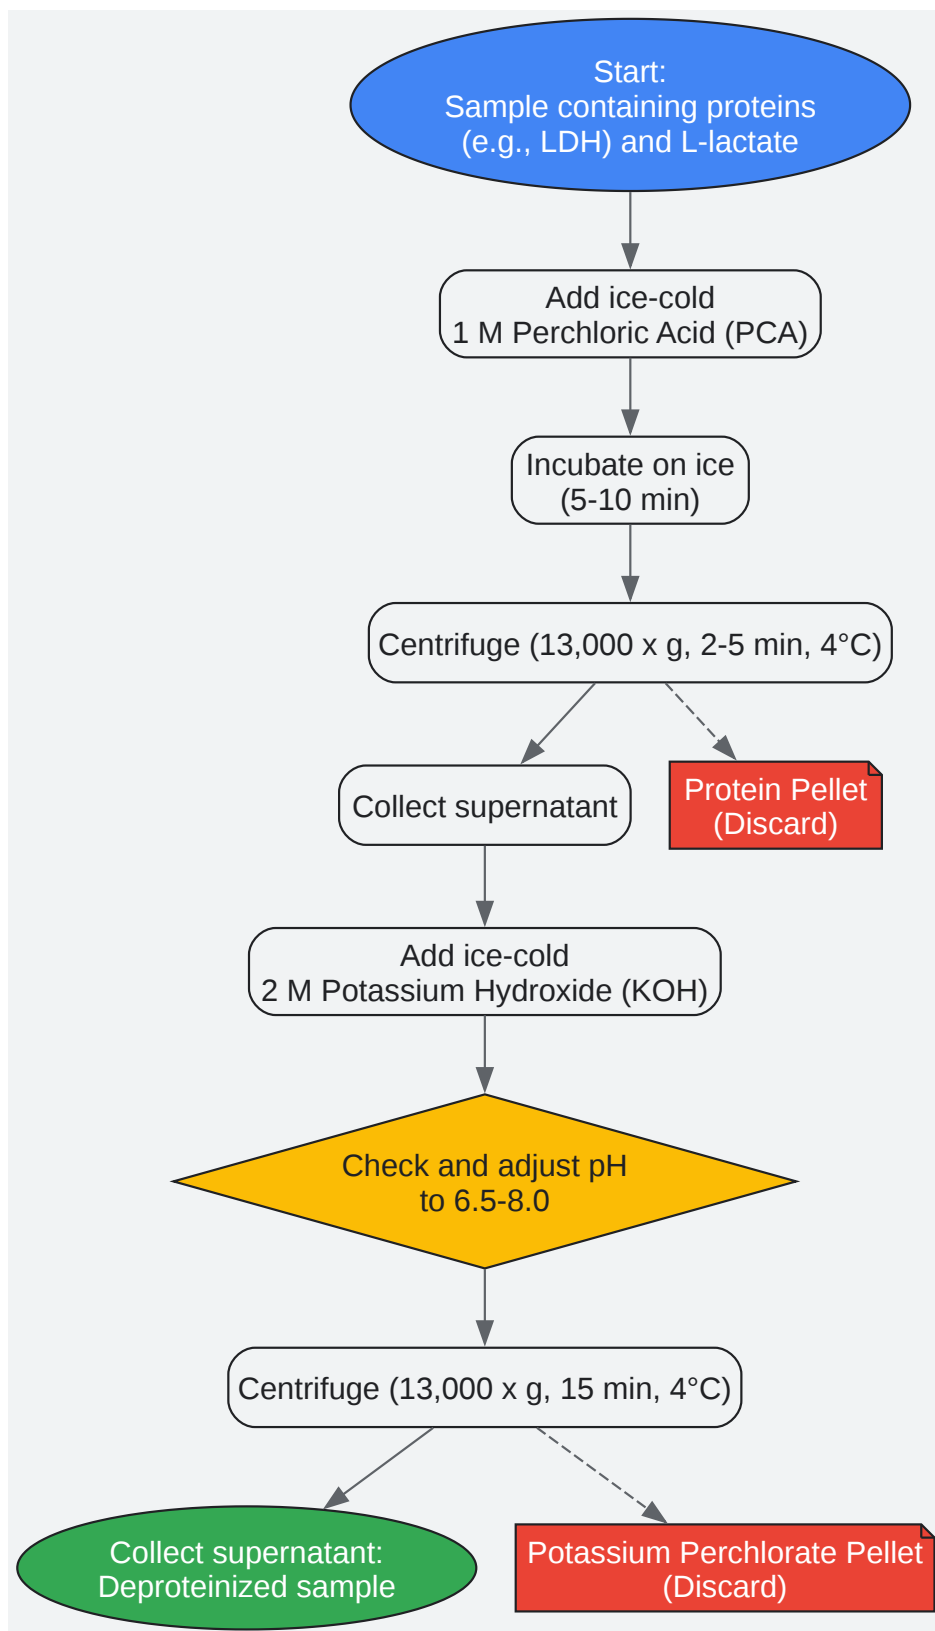 Start:
Sample containing proteins
(e.g., LDH) and L-lactate
Add ice-cold
1 M Perchloric Acid (PCA)
Incubate on ice
(5-10 min)
Centrifuge (13,000 x g, 2-5 min, 4°C)
Collect supernatant
Protein Pellet
(Discard)
Add ice-cold
2 M Potassium Hydroxide (KOH)
Check and adjust pH
to 6.5-8.0
Centrifuge (13,000 x g, 15 min, 4°C)
Collect supernatant:
Deproteinized sample
Potassium Perchlorate Pellet
(Discard)